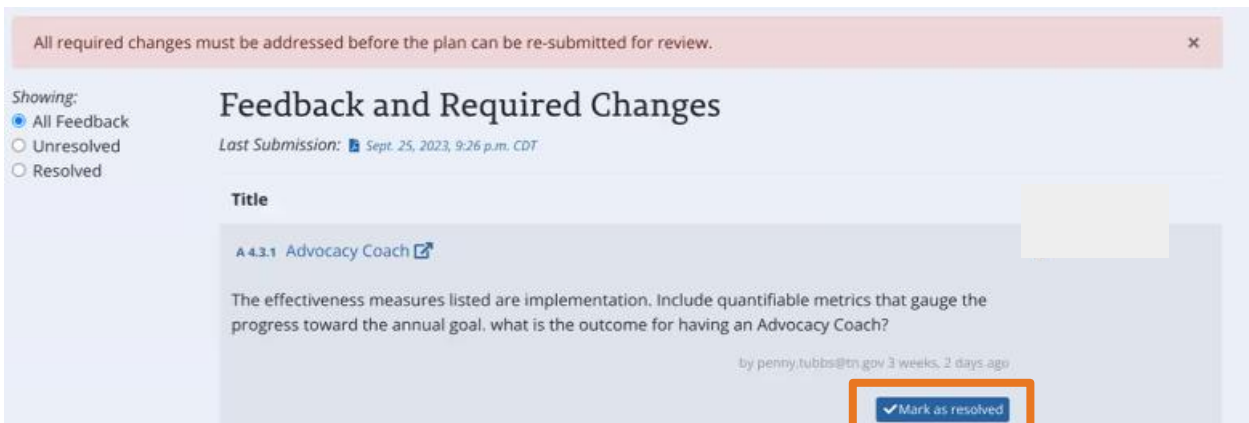 All required changes must be addressed before the plan can be re-submitted for review. ×
Showing:
All Feedback
Unresolved
Resolved
Feedback and Required Changes
Last Submission: Sept. 25, 2023, 9:26 p.m. CDT
Title
A 4.3.1 Advocacy Coach
The effectiveness measures listed are implementation. Include quantifiable metrics that gauge the
progress toward the annual goal. what is the outcome for having an Advocacy Coach?
by penny.tubbs@tn.gov 3 weeks, 2 days ago
✓Mark as resolved